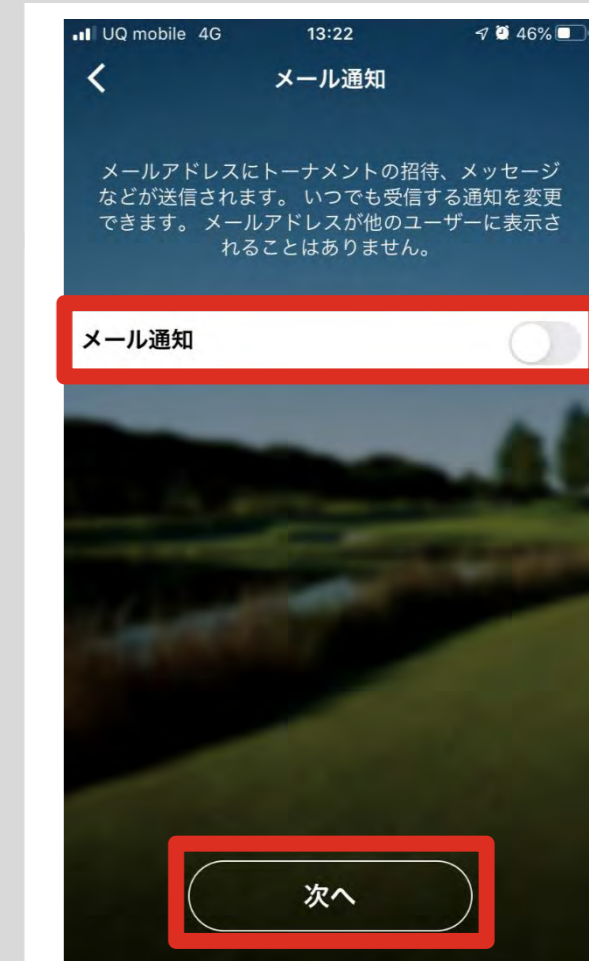 UQ mobile 4G 13:22 46%
メール通知
メールアドレスにトーナメントの招待、メッセージ
などが送信されます。 いつでも受信する通知を変更
できます。 メールアドレスが他のユーザーに表示さ
れることはありません。
メール通知
次へ